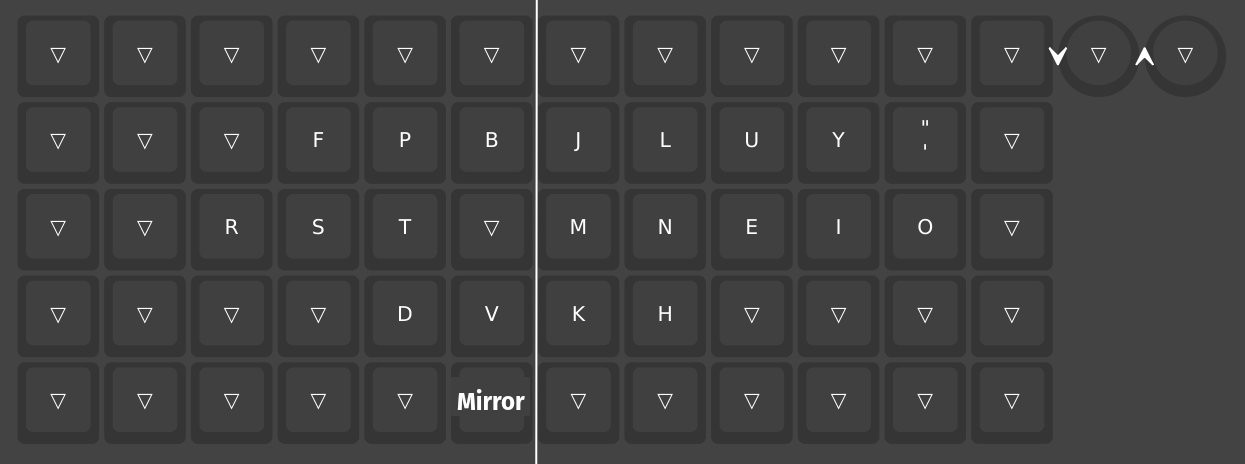 ▽ ▽ ▽ ▽ ▽ ▽ ▽ ▽ ▽ ▽ ▽ ▽ ▽ ▽
▽ ▽ ▽ F P B J L U Y " ' ▽
▽ ▽ R S T ▽ M N E I O ▽
▽ ▽ ▽ ▽ D V K H ▽ ▽ ▽ ▽
▽ ▽ ▽ ▽ ▽ Mirror ▽ ▽ ▽ ▽ ▽ ▽